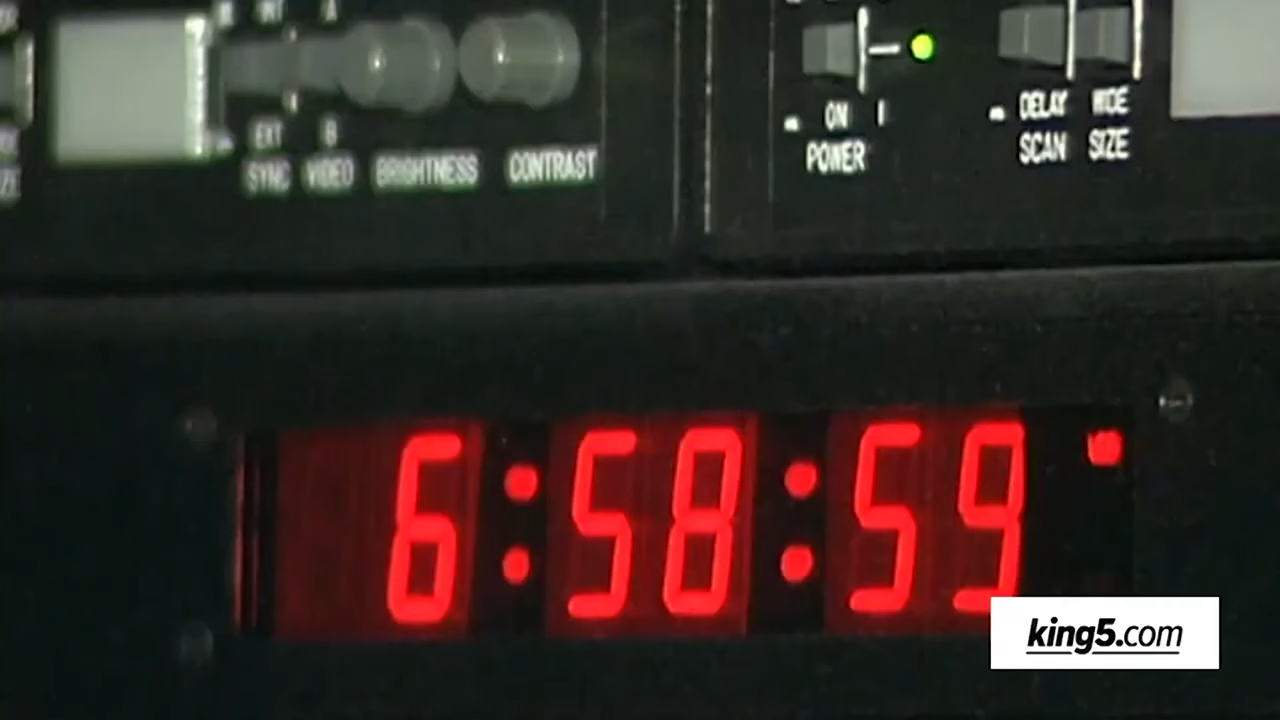 EXT B ON DELAY WIDE
SYNC VIDEO BRIGHTNESS CONTRAST POWER SCAN SIZE
6:58:59
king5.com